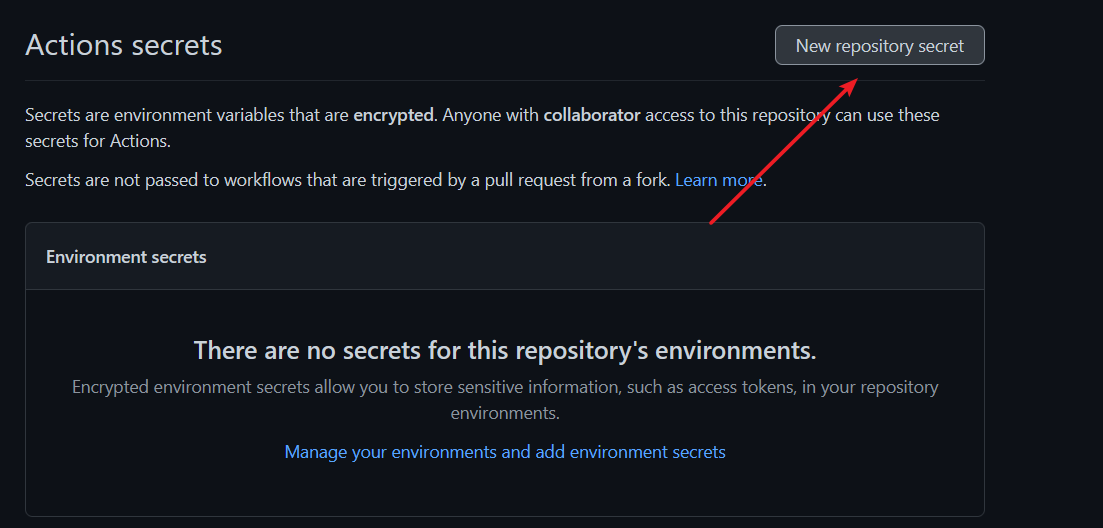 Actions secrets
New repository secret
Secrets are environment variables that are encrypted. Anyone with collaborator access to this repository can use these
secrets for Actions.
Secrets are not passed to workflows that are triggered by a pull request from a fork. Learn more.
Environment secrets
There are no secrets for this repository's environments.
Encrypted environment secrets allow you to store sensitive information, such as access tokens, in your repository
environments.
Manage your environments and add environment secrets